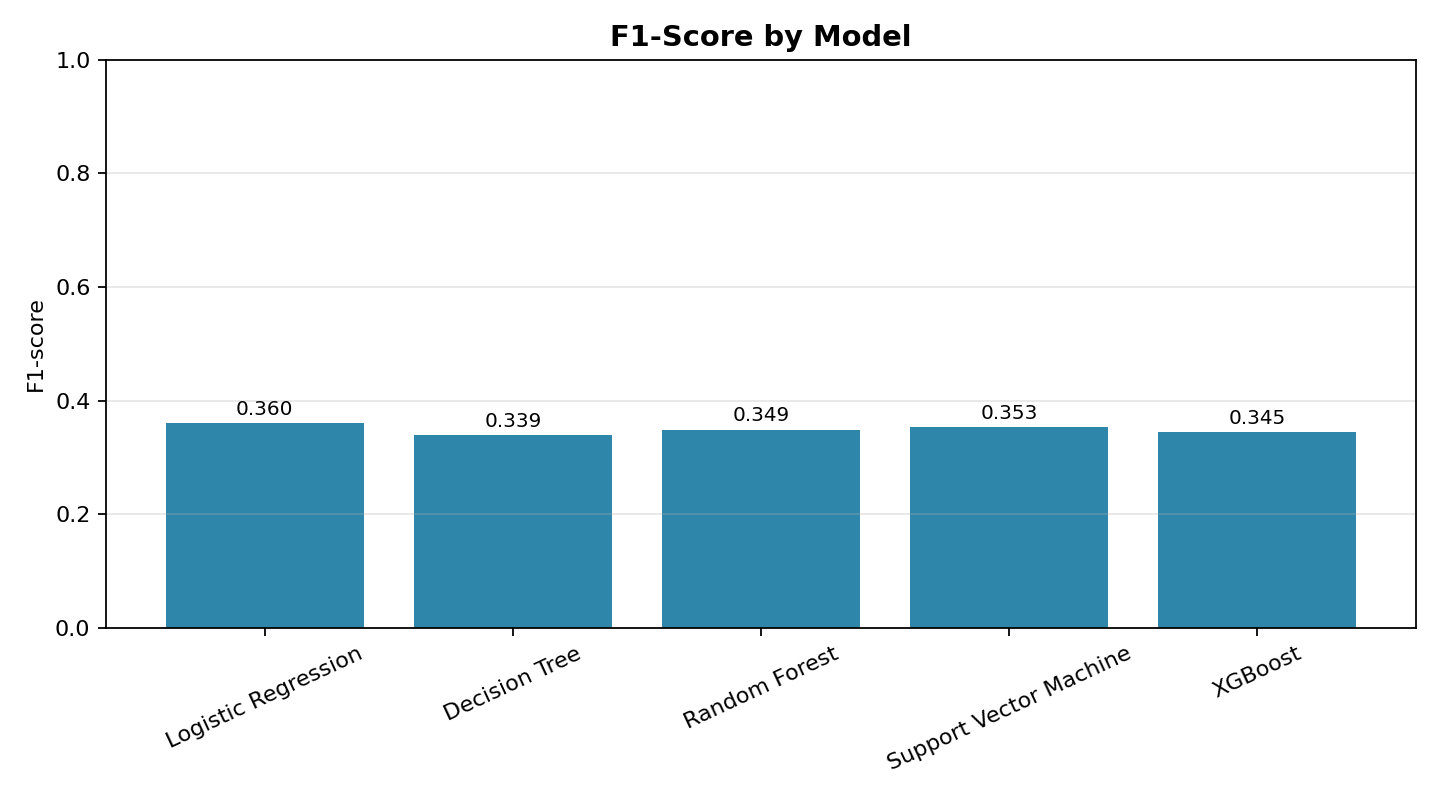 F1-Score by Model
F1-score
1.0
0.8
0.6
0.4
0.2
0.0
0.360
0.339
0.349
0.353
0.345
Logistic Regression
Decision Tree
Random Forest
Support Vector Machine
XGBoost